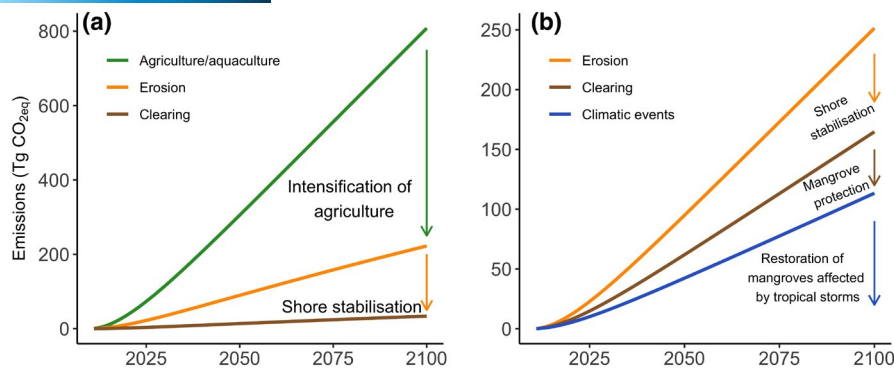 (a)
Agriculture/aquaculture
Erosion
Clearing
Intensification of
agriculture
Shore stabilisation
Emissions (Tg CO2eq)
800
600
400
200
0
2025
2050
2075
2100
(b)
Erosion
Clearing
Climatic events
Shore
stabilisation
Mangrove
protection
Restoration of
mangroves affected
by tropical storms
250
200
150
100
50
0
2025
2050
2075
2100